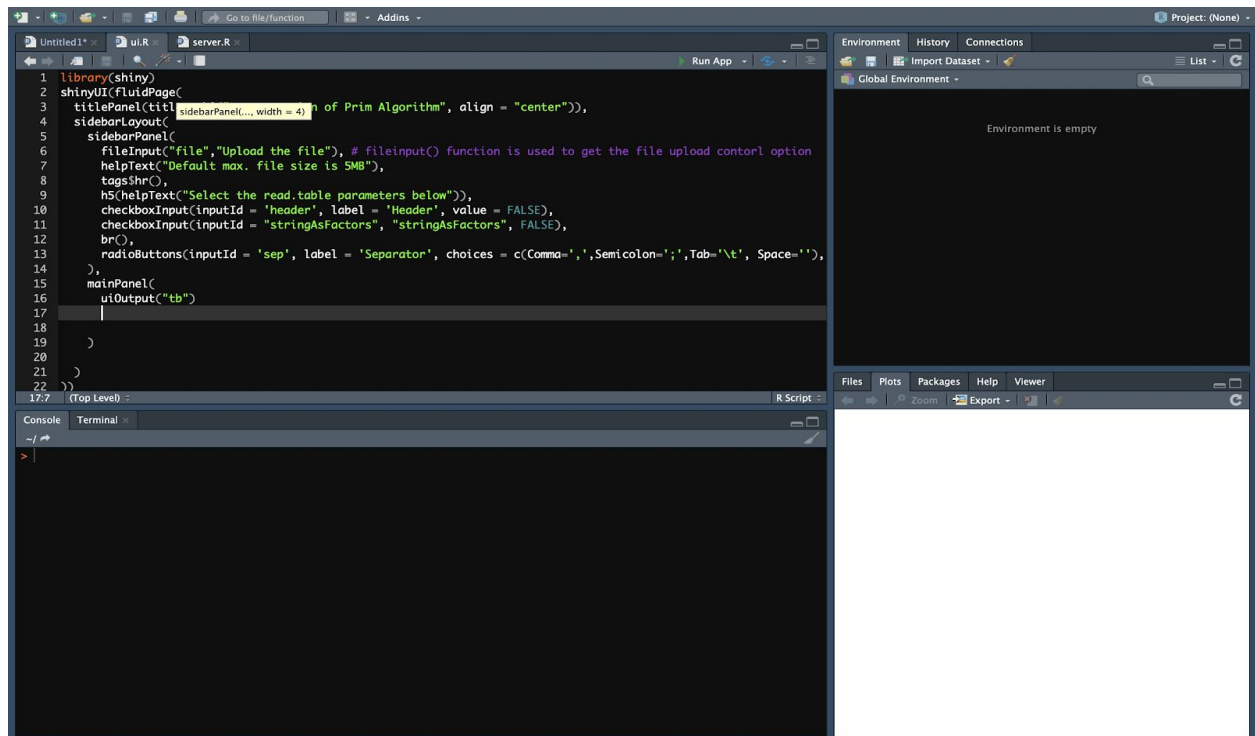 Go to file/function Addins Project: (None)
Untitled1* ui.R server.R
Run App
1 library(shiny)
2 shinyUI(fluidPage(
3 titlePanel(titl n of Prim Algorithm", align = "center")),
sidebarPanel(..., width = 4)
4 sidebarLayout(
5 sidebarPanel(
6 fileInput("file","Upload the file"), # fileinput() function is used to get the file upload contorl option
7 helpText("Default max. file size is 5MB"),
8 tags$hr(),
9 h5(helpText("Select the read.table parameters below")),
10 checkboxInput(inputId = 'header', label = 'Header', value = FALSE),
11 checkboxInput(inputId = "stringAsFactors", "stringAsFactors", FALSE),
12 br(),
13 radioButtons(inputId = 'sep', label = 'Separator', choices = c(Comma=',',Semicolon=';',Tab='\t', Space=''),
14 ),
15 mainPanel(
16 uiOutput("tb")
17
18
19 )
20
21 )
22 ))
17:7 (Top Level) R Script
Console Terminal
~/
>
Environment History Connections
Import Dataset List
Global Environment
Environment is empty
Files Plots Packages Help Viewer
Zoom Export